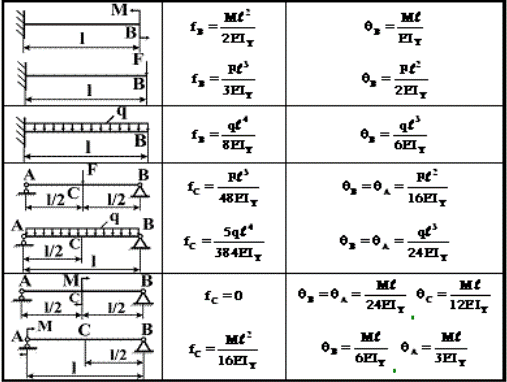 M
B
l
f_B = Mℓ²/2EI_Y
θ_B = Mℓ/EI_Y
F
B
l
f_B = Fℓ³/3EI_Y
θ_B = Fℓ²/2EI_Y
q
B
l
f_B = qℓ⁴/8EI_Y
θ_B = qℓ³/6EI_Y
A F B
C
l/2 l/2
f_C = Fℓ³/48EI_Y
θ_B = θ_A = Fℓ²/16EI_Y
A q B
C
l/2
l
f_C = 5qℓ⁴/384EI_Y
θ_B = θ_A = qℓ³/24EI_Y
A M B
C
l/2 l/2
f_C = 0
θ_B = θ_A = Mℓ/24EI_Y θ_C = Mℓ/12EI_Y
A M C B
l/2
l
f_C = Mℓ²/16EI_Y
θ_B = Mℓ/6EI_Y θ_A = Mℓ/3EI_Y